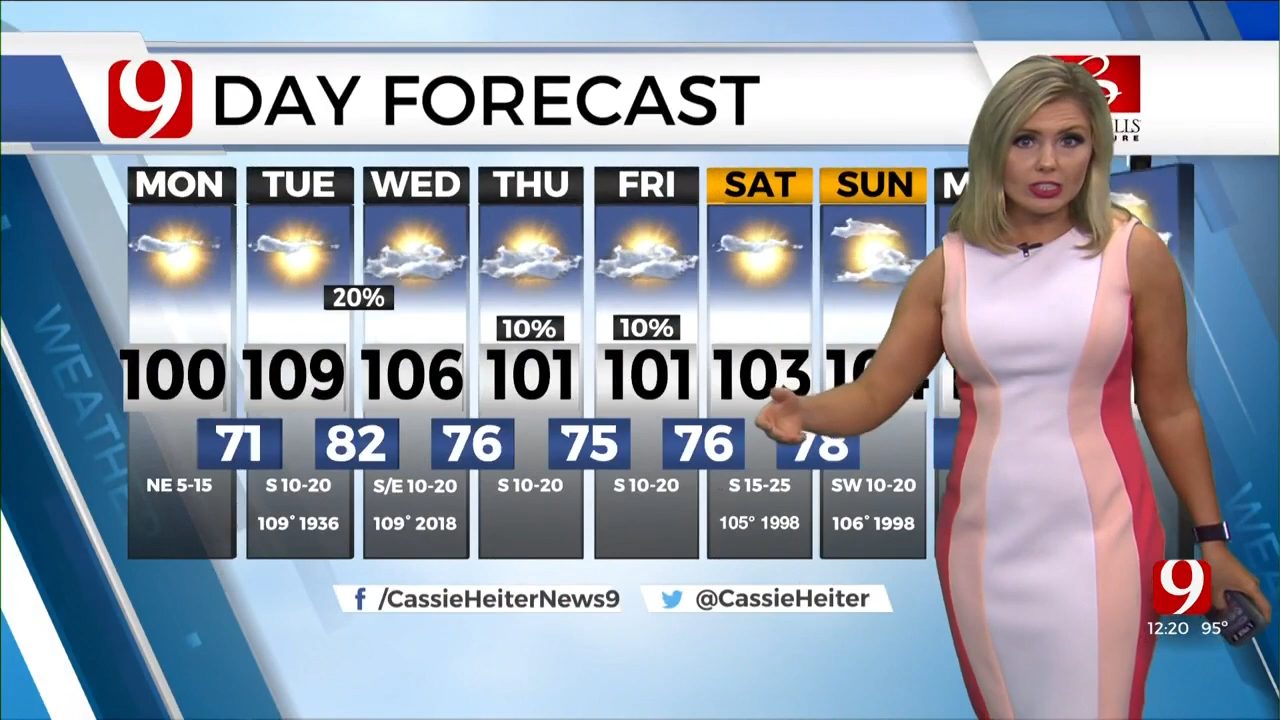 9 DAY FORECAST
MON TUE WED THU FRI SAT SUN M
20%
10% 10%
100 109 106 101 101 103
71 82 76 75 76 78
NE 5-15 S 10-20 S/E 10-20 S 10-20 S 10-20 S 15-25 SW 10-20
109° 1936 109° 2018 105° 1998 106° 1998
f /CassieHeiterNews9 @CassieHeiter
9
12:20 95°
WEATHE